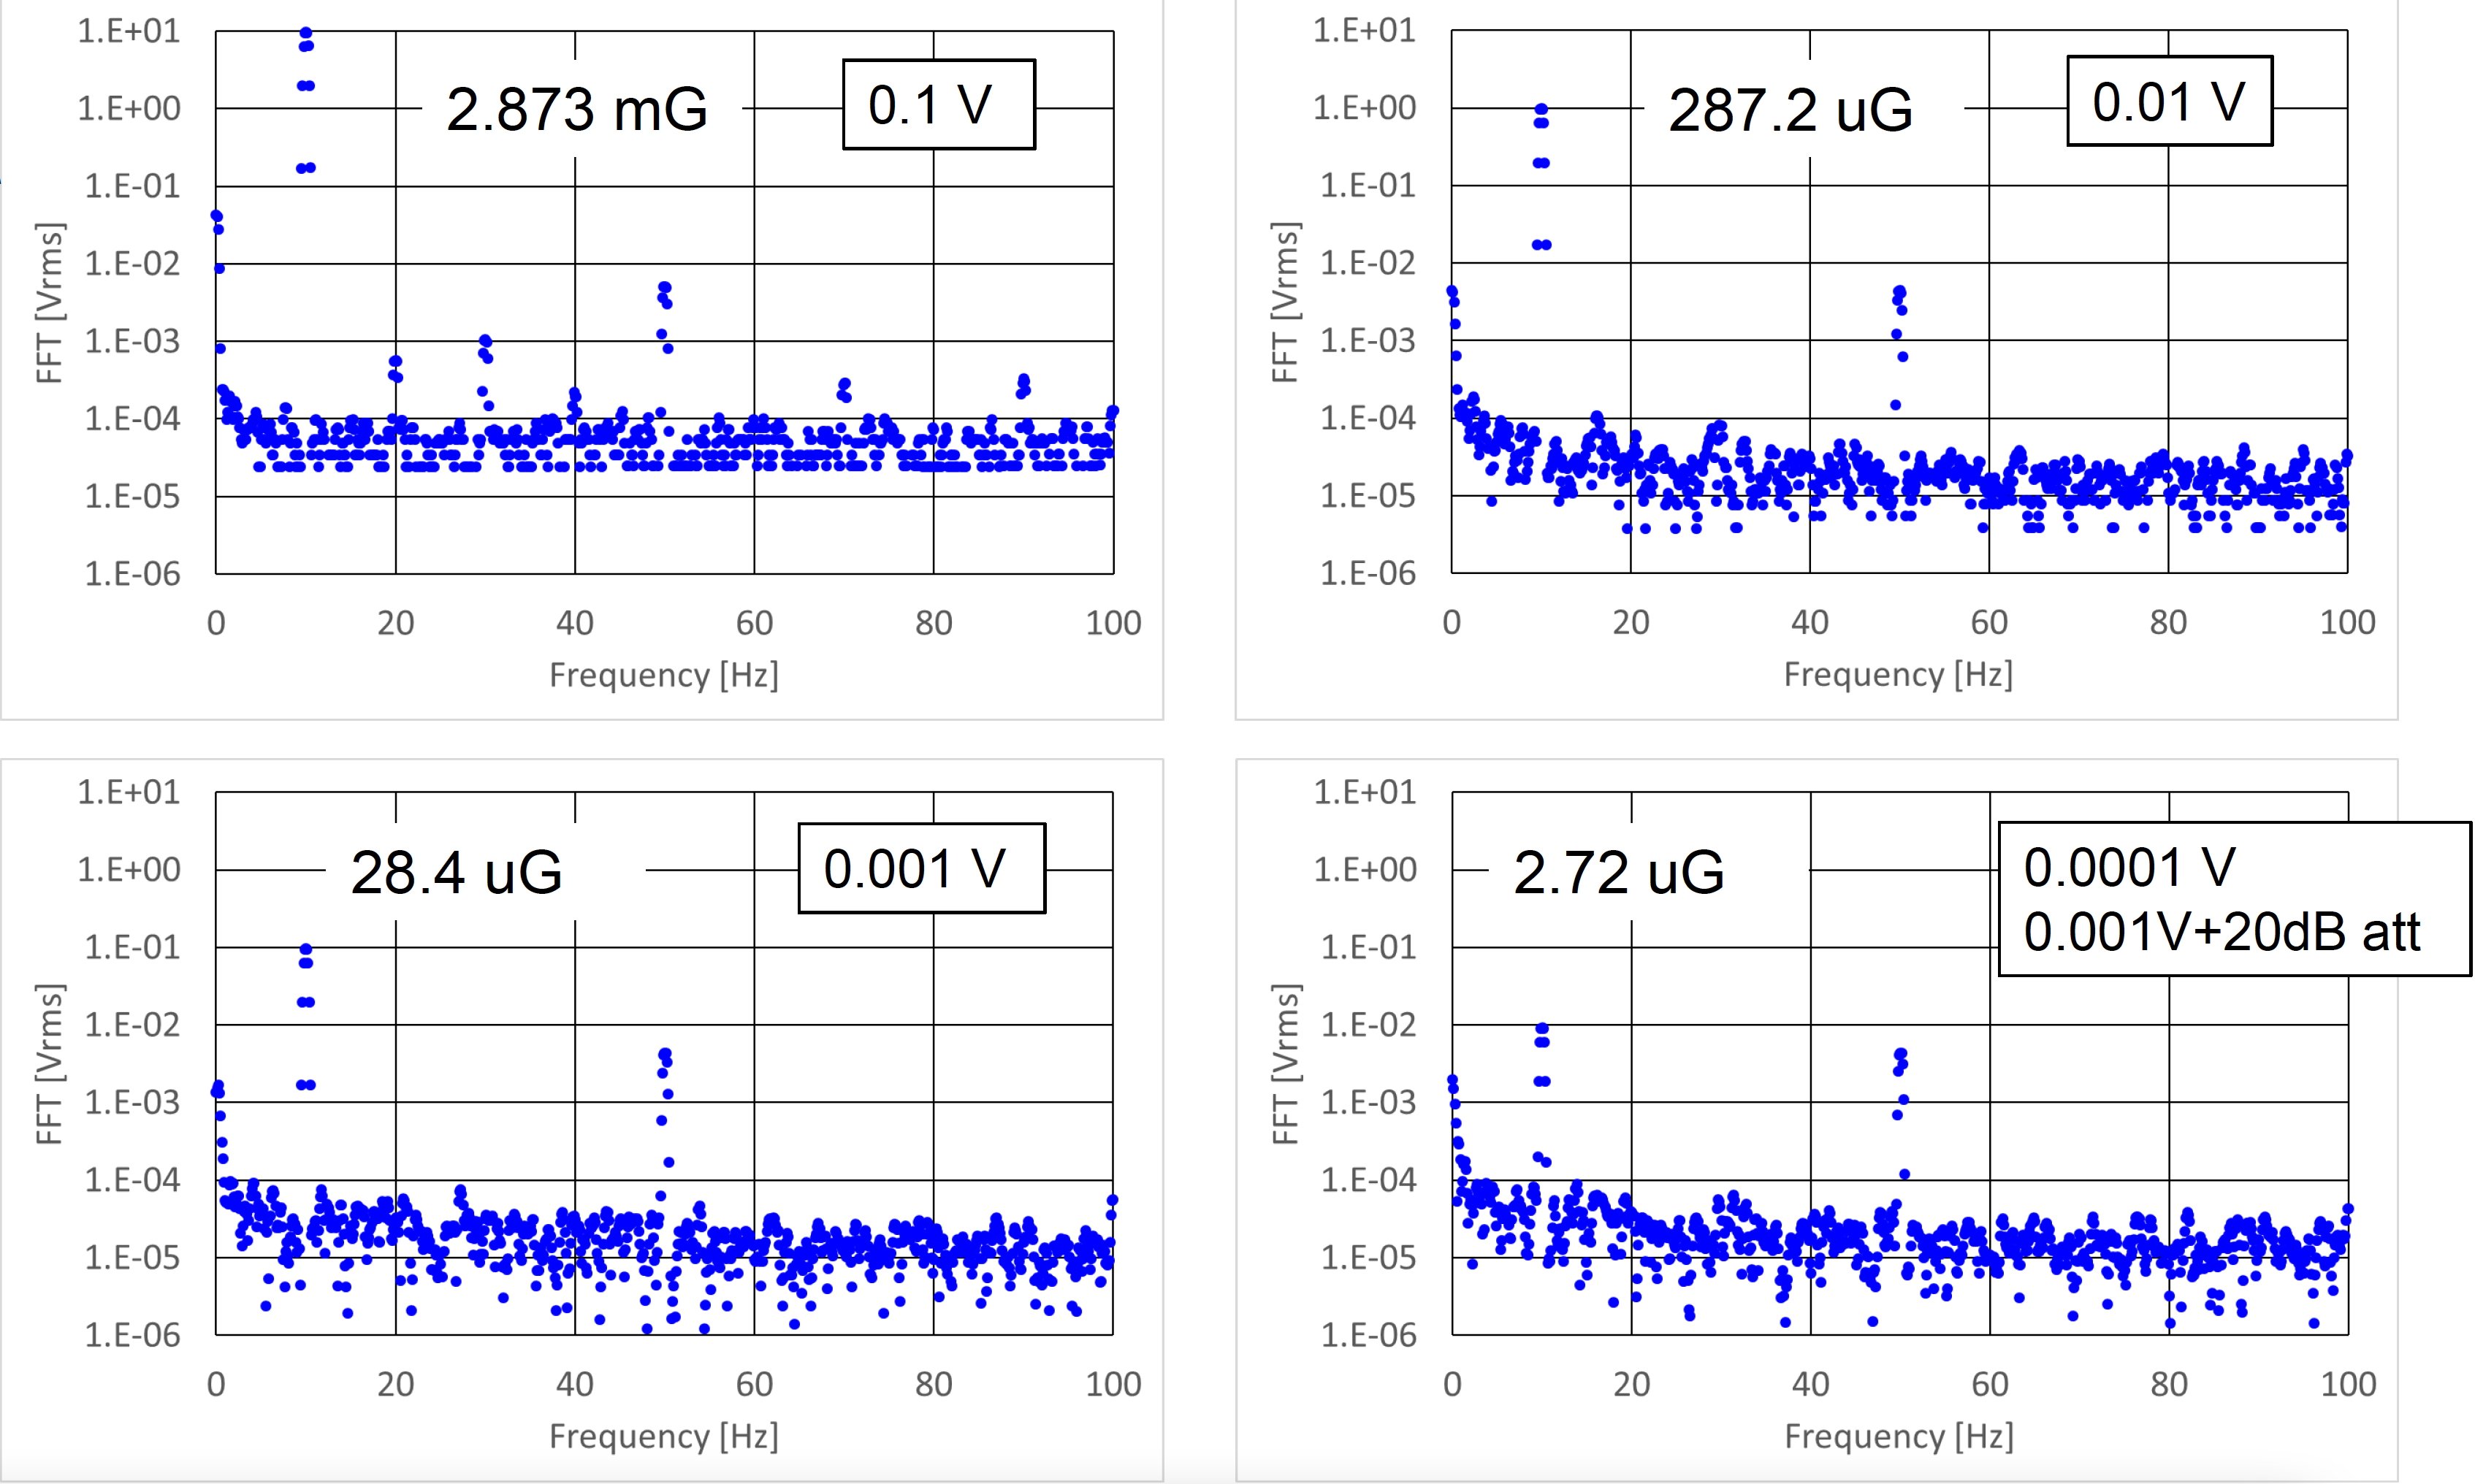 1.E+01
1.E+00
1.E-01
1.E-02
1.E-03
1.E-04
1.E-05
1.E-06
FFT [Vrms]
2.873 mG
0.1 V
0 20 40 60 80 100
Frequency [Hz]
1.E+01
1.E+00
1.E-01
1.E-02
1.E-03
1.E-04
1.E-05
1.E-06
FFT [Vrms]
287.2 uG
0.01 V
0 20 40 60 80 100
Frequency [Hz]
1.E+01
1.E+00
1.E-01
1.E-02
1.E-03
1.E-04
1.E-05
1.E-06
FFT [Vrms]
28.4 uG
0.001 V
0 20 40 60 80 100
Frequency [Hz]
1.E+01
1.E+00
1.E-01
1.E-02
1.E-03
1.E-04
1.E-05
1.E-06
FFT [Vrms]
2.72 uG
0.0001 V
0.001V+20dB att
0 20 40 60 80 100
Frequency [Hz]